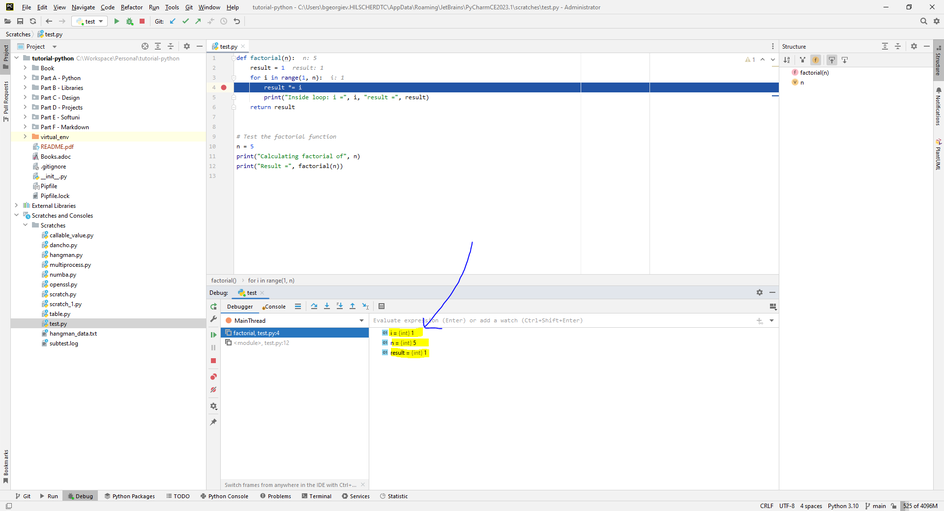 File Edit View Navigate Code Refactor Run Tools Git Window Help
tutorial-python - C:\Users\bgeorgiev.HILSCHERDTC\AppData\Roaming\JetBrains\PyCharmCE2023.1\scratches\test.py - Administrator
test
Git:
Scratches
test.py
Project
test.py
Structure
tutorial-python C:\Workspace\Personal\tutorial-python
Book
Part A - Python
Part B - Libraries
Part C - Design
Part D - Projects
Part E - Softuni
Part F - Markdown
virtual_env
README.pdf
Books.adoc
.gitignore
__init__.py
Pipfile
Pipfile.lock
External Libraries
Scratches and Consoles
Scratches
callable_value.py
dancho.py
hangman.py
multiprocess.py
numba.py
openssl.py
scratch.py
scratch_1.py
table.py
test.py
hangman_data.txt
subtest.log
1 def factorial(n): n: 5
2 result = 1 result: 1
3 for i in range(1, n): i: 1
4 result *= i
5 print("Inside loop: i =", i, "result =", result)
6 return result
7
8
9 # Test the factorial function
10 n = 5
11 print("Calculating factorial of", n)
12 print("Result =", factorial(n))
13
1
factorial(n)
n
factorial() for i in range(1, n)
Debug: test
Debugger Console
MainThread
Evaluate expression (Enter) or add a watch (Ctrl+Shift+Enter)
factorial, test.py:4
<module>, test.py:12
i = {int} 1
n = {int} 5
result = {int} 1
Switch frames from anywhere in the IDE with Ctrl+...
Project
Pull Requests
Bookmarks
Structure
Notifications
PlantUML
Git Run Debug Python Packages TODO Python Console Problems Terminal Services Statistic
CRLF UTF-8 4 spaces Python 3.10 main 525 of 4096M